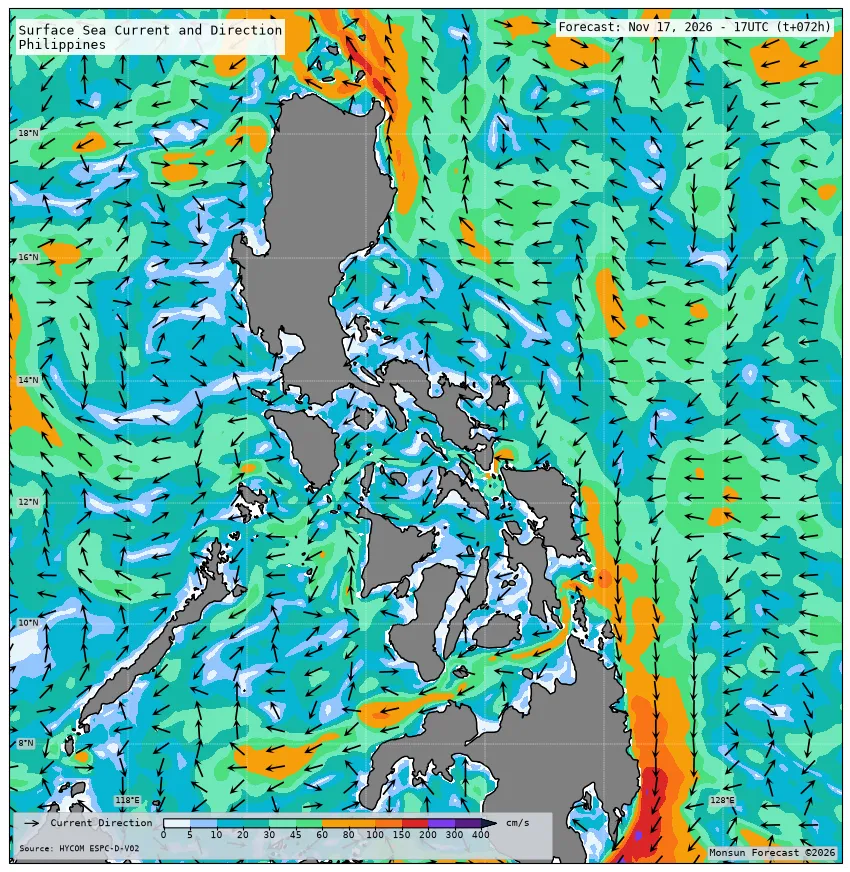 Surface Sea Current and Direction
Philippines
Forecast: Nov 17, 2026 - 17UTC (t+072h)
18°N
16°N
14°N
12°N
10°N
8°N
118°E
128°E
Current Direction
cm/s
0 5 10 20 30 45 60 80 100 150 200 300 400
Source: HYCOM ESPC-D-V02
Monsun Forecast ©2026